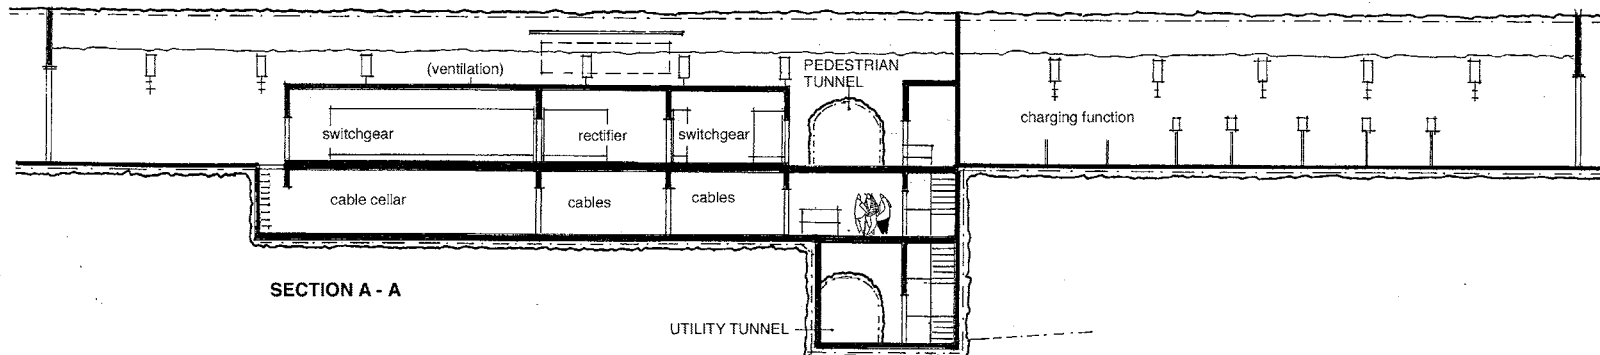 (ventilation)
PEDESTRIAN
TUNNEL
charging function
switchgear
rectifier
switchgear
cable cellar
cables
cables
SECTION A - A
UTILITY TUNNEL